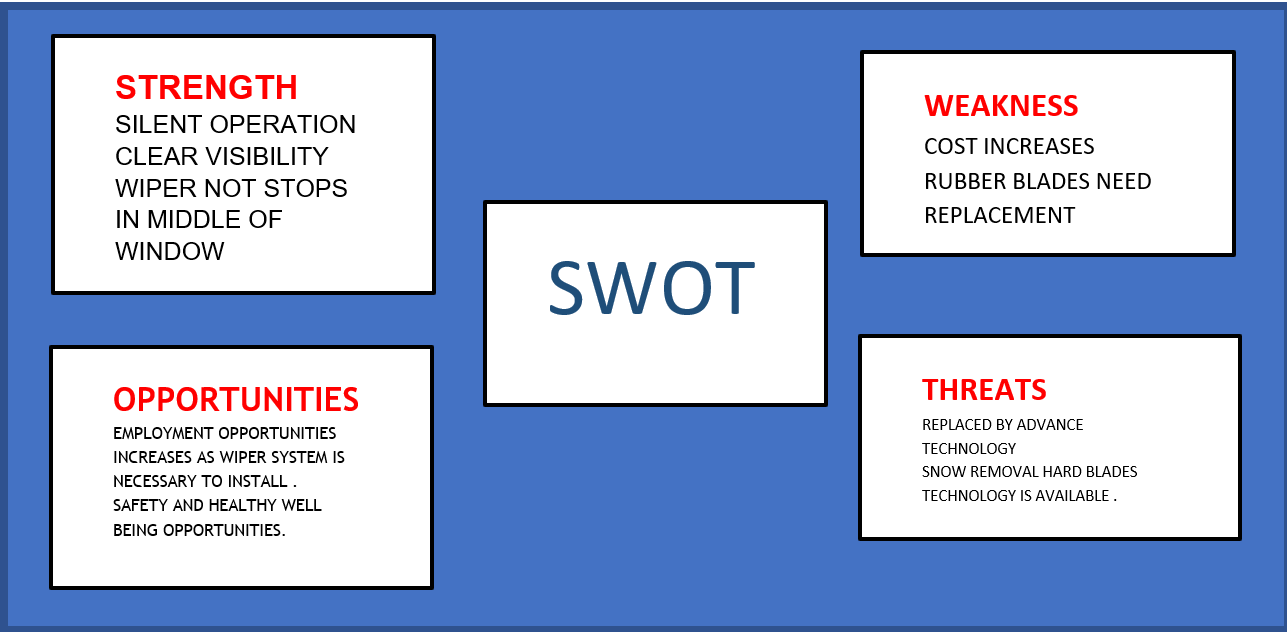 STRENGTH
SILENT OPERATION
CLEAR VISIBILITY
WIPER NOT STOPS
IN MIDDLE OF
WINDOW
WEAKNESS
COST INCREASES
RUBBER BLADES NEED
REPLACEMENT
SWOT
OPPORTUNITIES
EMPLOYMENT OPPORTUNITIES
INCREASES AS WIPER SYSTEM IS
NECESSARY TO INSTALL .
SAFETY AND HEALTHY WELL
BEING OPPORTUNITIES.
THREATS
REPLACED BY ADVANCE
TECHNOLOGY
SNOW REMOVAL HARD BLADES
TECHNOLOGY IS AVAILABLE .